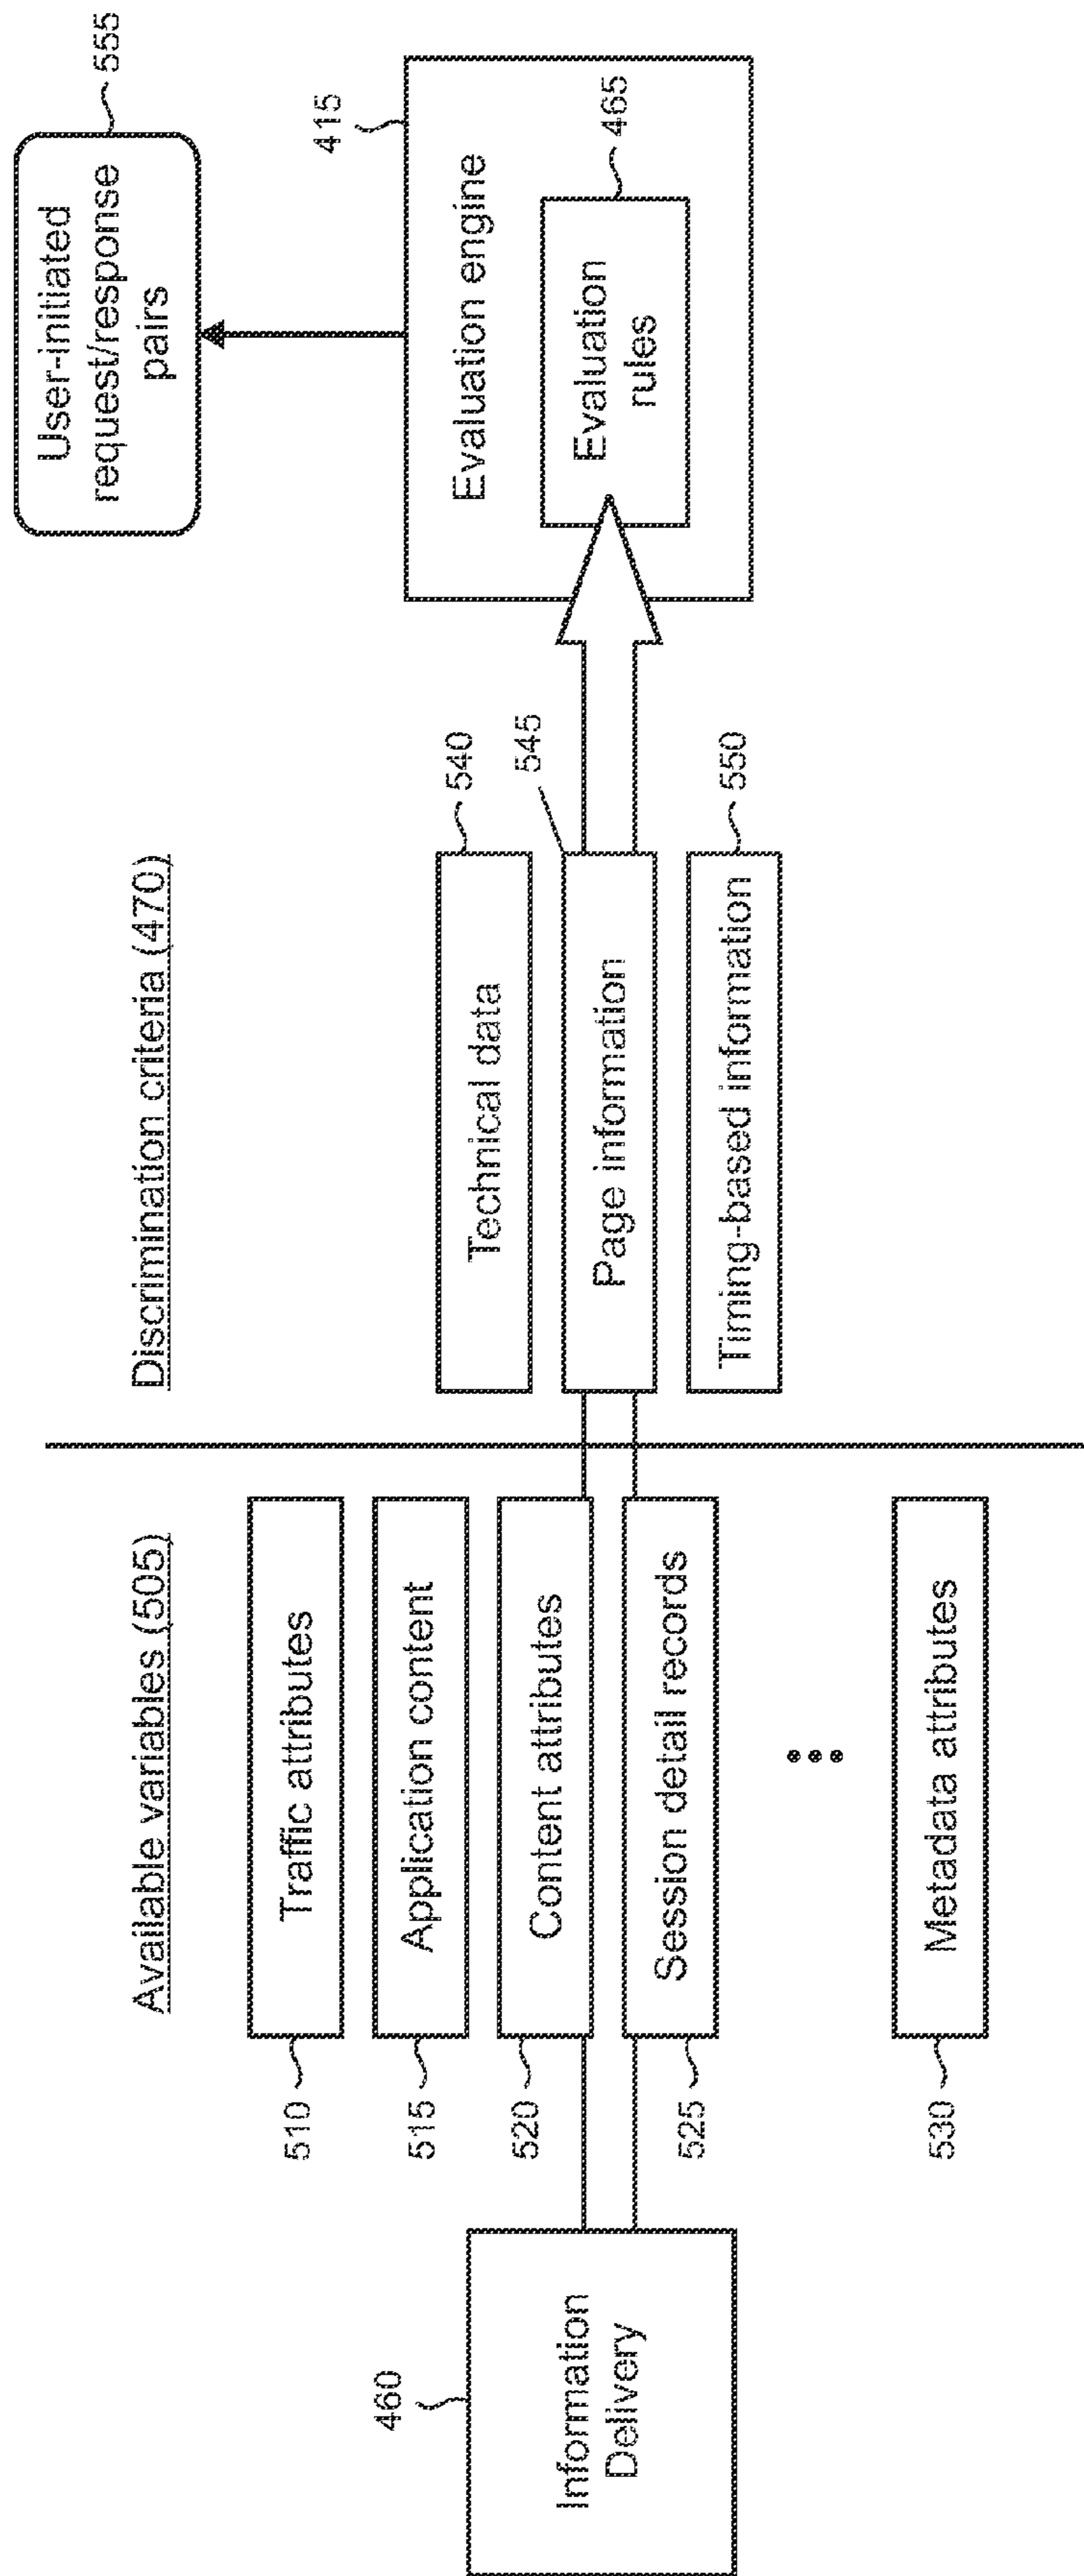 Available variables (505)
Discrimination criteria (470)
460
Information
Delivery
510
Traffic attributes
515
Application content
520
Content attributes
525
Session detail records
530
Metadata attributes
Technical data
540
Page information
545
Timing-based information
550
User-initiated
request/response
pairs
555
415
Evaluation engine
Evaluation
rules
465